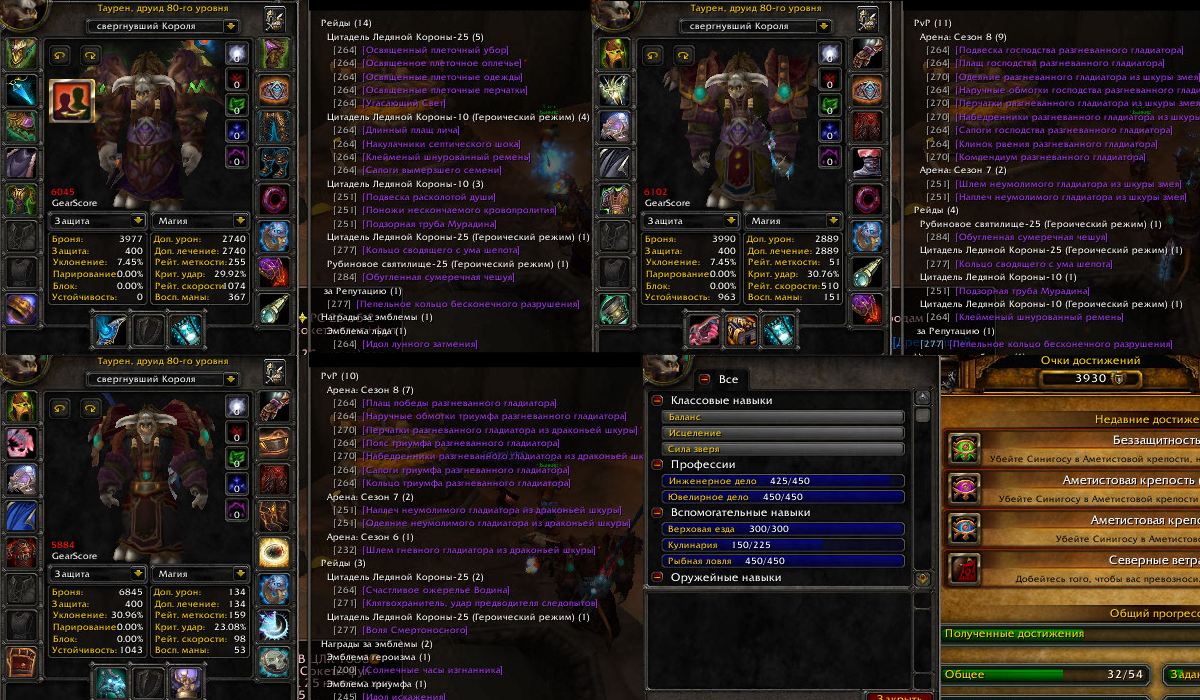 Таурен, друид 80-го уровня
свергнувший Короля
6045
GearScore
Защита
Магия
Броня: 3977
Защита: 400
Уклонение: 7.45%
Парирование: 0.00%
Блок: 0.00%
Устойчивость: 0
Доп. урон: 2740
Доп. лечение: 2740
Рейт. меткости: 255
Крит. удар: 29.92%
Рейт. скорости: 1074
Восп. маны: 367
Рейды (14)
Цитадель Ледяной Короны-25 (5)
[264] [Освященный плеточный убор]
[264] [Освященное плеточное оплечье]
[264] [Освященные плеточные одежды]
[264] [Освященные плеточные перчатки]
[264] [Угасающий Свет]
Цитадель Ледяной Короны-10 (Героический режим) (4)
[264] [Длинный плащ лича]
[264] [Накулачники септического шока]
[264] [Клейменый шнурованный ремень]
[264] [Сапоги вымерзшего семени]
Цитадель Ледяной Короны-10 (3)
[251] [Подвеска расколотой души]
[251] [Поножи нескончаемого кровопролития]
[251] [Подзорная труба Мурадина]
Цитадель Ледяной Короны-25 (Героический режим) (1)
[277] [Кольцо сводящего с ума шепота]
Рубиновое святилище-25 (Героический режим) (1)
[284] [Обугленная сумеречная чешуя]
за Репутацию (1)
[277] [Пепельное кольцо бесконечного разрушения]
Награды за эмблемы (1)
Эмблема льда (1)
[264] [Идол лунного затмения]
Таурен, друид 80-го уровня
свергнувший Короля
6102
GearScore
Защита
Магия
Броня: 3990
Защита: 400
Уклонение: 7.45%
Парирование: 0.00%
Блок: 0.00%
Устойчивость: 963
Доп. урон: 2889
Доп. лечение: 2889
Рейт. меткости: 51
Крит. удар: 30.76%
Рейт. скорости: 510
Восп. маны: 151
PvP (11)
Арена: Сезон 8 (9)
[264] [Подвеска господства разгневанного гладиатора]
[264] [Плащ господства разгневанного гладиатора]
[270] [Одеяние разгневанного гладиатора из шкуры змея]
[264] [Наручные обмотки господства разгневанного глади
[270] [Перчатки разгневанного гладиатора из шкуры змея]
[270] [Набедренники разгневанного гладиатора из шкуры
[264] [Сапоги господства разгневанного гладиатора]
[264] [Клинок рвения разгневанного гладиатора]
[270] [Компендиум разгневанного гладиатора]
Арена: Сезон 7 (2)
[251] [Шлем неумолимого гладиатора из шкуры змея]
[251] [Наплеч неумолимого гладиатора из шкуры змея]
Рейды (4)
Рубиновое святилище-25 (Героический режим) (1)
[284] [Обугленная сумеречная чешуя]
Цитадель Ледяной Короны-25 (Героический режим) (1)
[277] [Кольцо сводящего с ума шепота]
Цитадель Ледяной Короны-10 (1)
[251] [Подзорная труба Мурадина]
Цитадель Ледяной Короны-10 (Героический режим) (1)
[264] [Клейменый шнурованный ремень]
за Репутацию (1)
[277] [Пепельное кольцо бесконечного разрушения]
Таурен, друид 80-го уровня
свергнувший Короля
5884
GearScore
Защита
Магия
Броня: 6845
Защита: 400
Уклонение: 30.96%
Парирование: 0.00%
Блок: 0.00%
Устойчивость: 1043
Доп. урон: 134
Доп. лечение: 134
Рейт. меткости: 159
Крит. удар: 23.08%
Рейт. скорости: 98
Восп. маны: 53
PvP (10)
Арена: Сезон 8 (7)
[264] [Плащ победы разгневанного гладиатора]
[264] [Наручные обмотки триумфа разгневанного гладиатора]
[270] [Перчатки разгневанного гладиатора из драконьей шкуры]
[264] [Пояс триумфа разгневанного гладиатора]
[270] [Набедренники разгневанного гладиатора из драконьей шк
[264] [Сапоги триумфа разгневанного гладиатора]
[264] [Кольцо триумфа разгневанного гладиатора]
Арена: Сезон 7 (2)
[251] [Наплеч неумолимого гладиатора из драконьей шкуры]
[251] [Одеяние неумолимого гладиатора из драконьей шкуры]
Арена: Сезон 6 (1)
[232] [Шлем гневного гладиатора из драконьей шкуры]
Рейды (3)
Цитадель Ледяной Короны-25 (2)
[264] [Счастливое ожерелье Водина]
[271] [Клятвохранитель, удар предводителя следопытов]
Цитадель Ледяной Короны-25 (Героический режим) (1)
[277] [Воля Смертоносного]
Награды за эмблемы (2)
Эмблема героизма (1)
[200] [Солнечные часы изгнанника]
Эмблема триумфа (1)
[245] [Идол искажения]
Все
Классовые навыки
Баланс
Исцеление
Сила зверя
Профессии
Инженерное дело 425/450
Ювелирное дело 450/450
Вспомогательные навыки
Верховая езда 300/300
Кулинария 150/225
Рыбная ловля 450/450
Оружейные навыки
Закрыть
Очки достижений
3930
Недавние достиже
Беззащитность
Убейте Синигосу в Аметистовой крепости, н
Аметистовая крепость (
Убейте Синигосу в Аметистовой крепости
Аметистовая креп
Убейте Синигосу в Аметисто
Северные ветра
Добейтесь того, чтобы вас превозноси
Общий прогрес
Полученные достижения
Общее 32/54
Зада